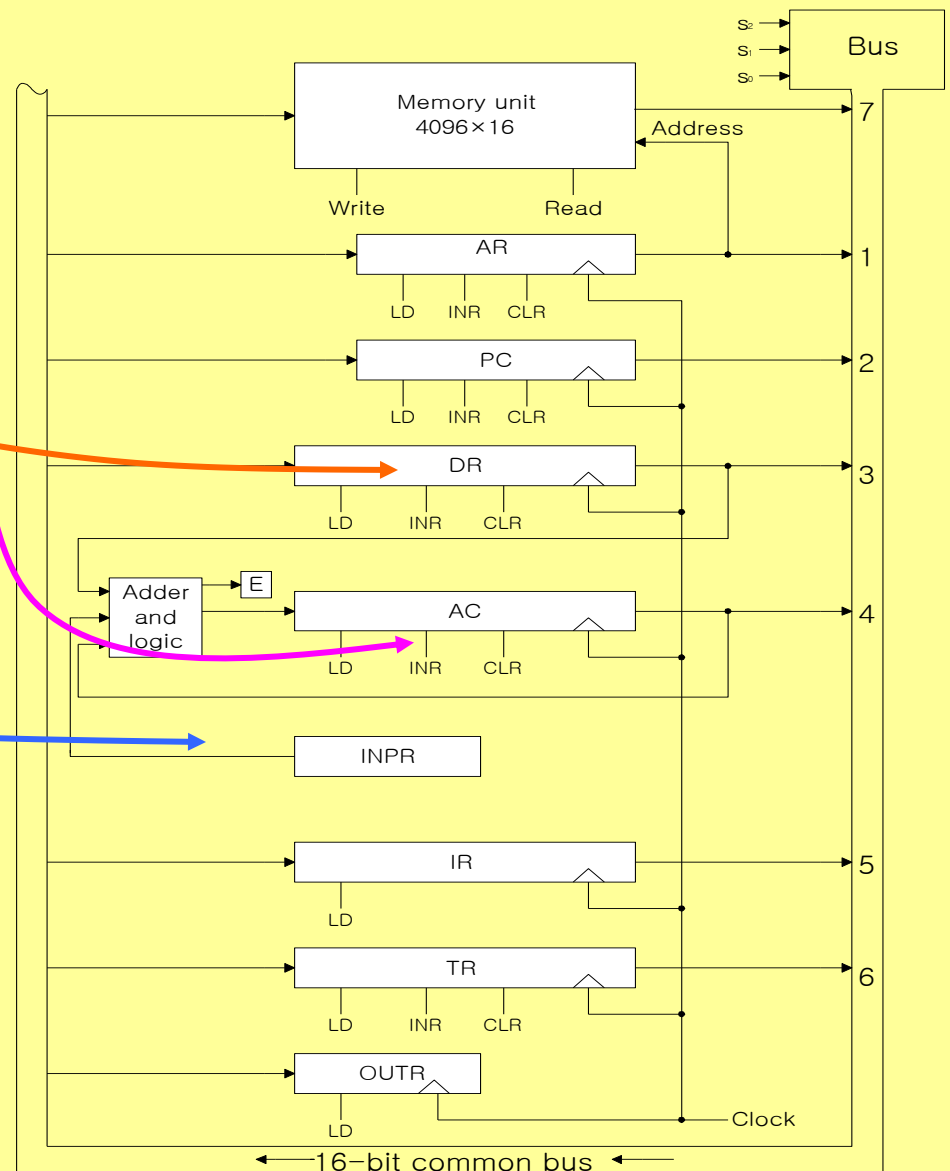 S₂
S₁
S₀
Bus
Memory unit
4096×16
7
Address
Write Read
AR
1
LD INR CLR
PC
2
LD INR CLR
DR
3
LD INR CLR
Adder
and
logic
E
AC
4
LD INR CLR
INPR
IR
5
LD
TR
6
LD INR CLR
OUTR
LD
Clock
16-bit common bus